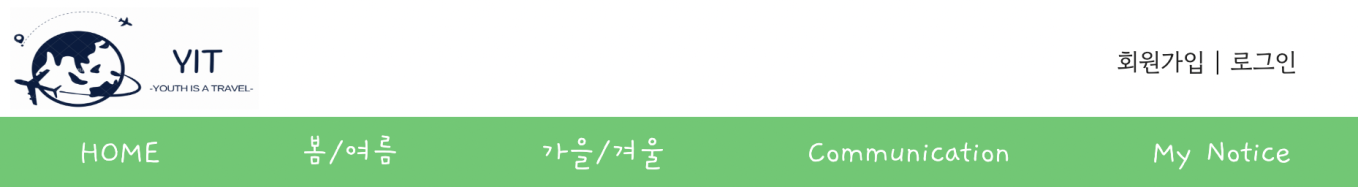 YIT
-YOUTH IS A TRAVEL-
회원가입 | 로그인
HOME 봄/여름 가을/겨울 Communication My Notice